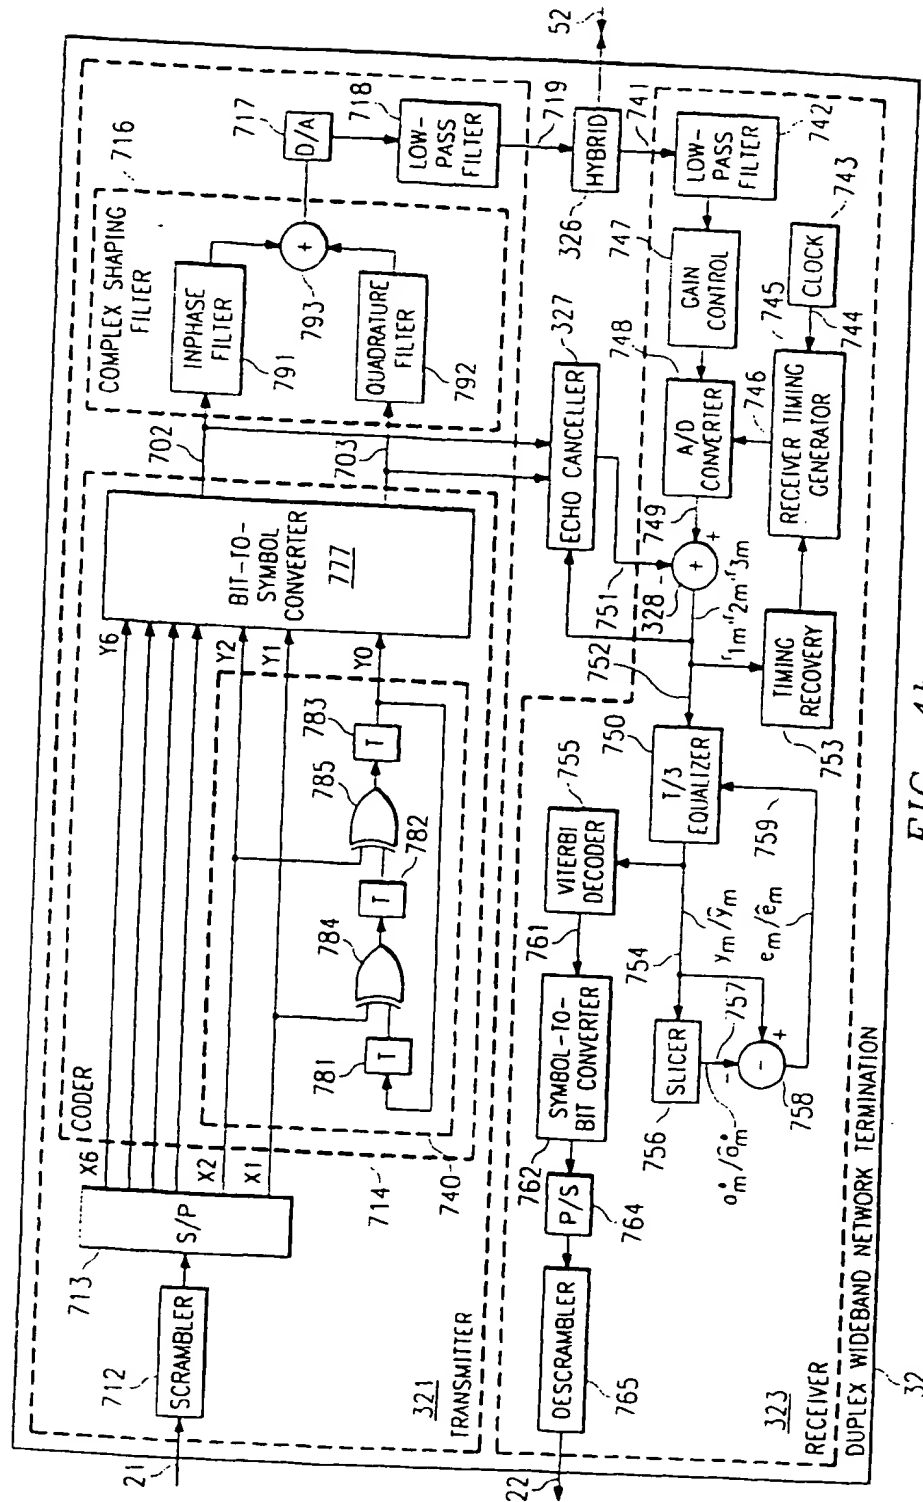 21
SCRAMBLER
712
S/P
713
X6
X2
X1
CODER
714
740
Y6
Y2
Y1
Y0
T
781
784
T
782
785
T
783
BIT-TO-
SYMBOL
CONVERTER
777
702
703
COMPLEX SHAPING
FILTER
716
INPHASE
FILTER
791
QUADRATURE
FILTER
792
+
793
D/A
717
LOW-
PASS
FILTER
718
719
TRANSMITTER
321
HYBRID
326
52
741
ECHO CANCELLER
327
LOW-
PASS
FILTER
742
GAIN
CONTROL
747
A/D
CONVERTER
748
746
CLOCK
743
744
RECEIVER TIMING
GENERATOR
745
749
+
+
328
751
r1m, r2m, r3m
752
TIMING
RECOVERY
753
T/3
EQUALIZER
750
759
VITERBI
DECODER
755
761
754
ym/ŷm
em/êm
SYMBOL-TO-
BIT CONVERTER
762
SLICER
756
757
-
-
+
758
P/S
764
DESCRAMBLER
765
22
323
RECEIVER
DUPLEX WIDEBAND NETWORK TERMINATION
32